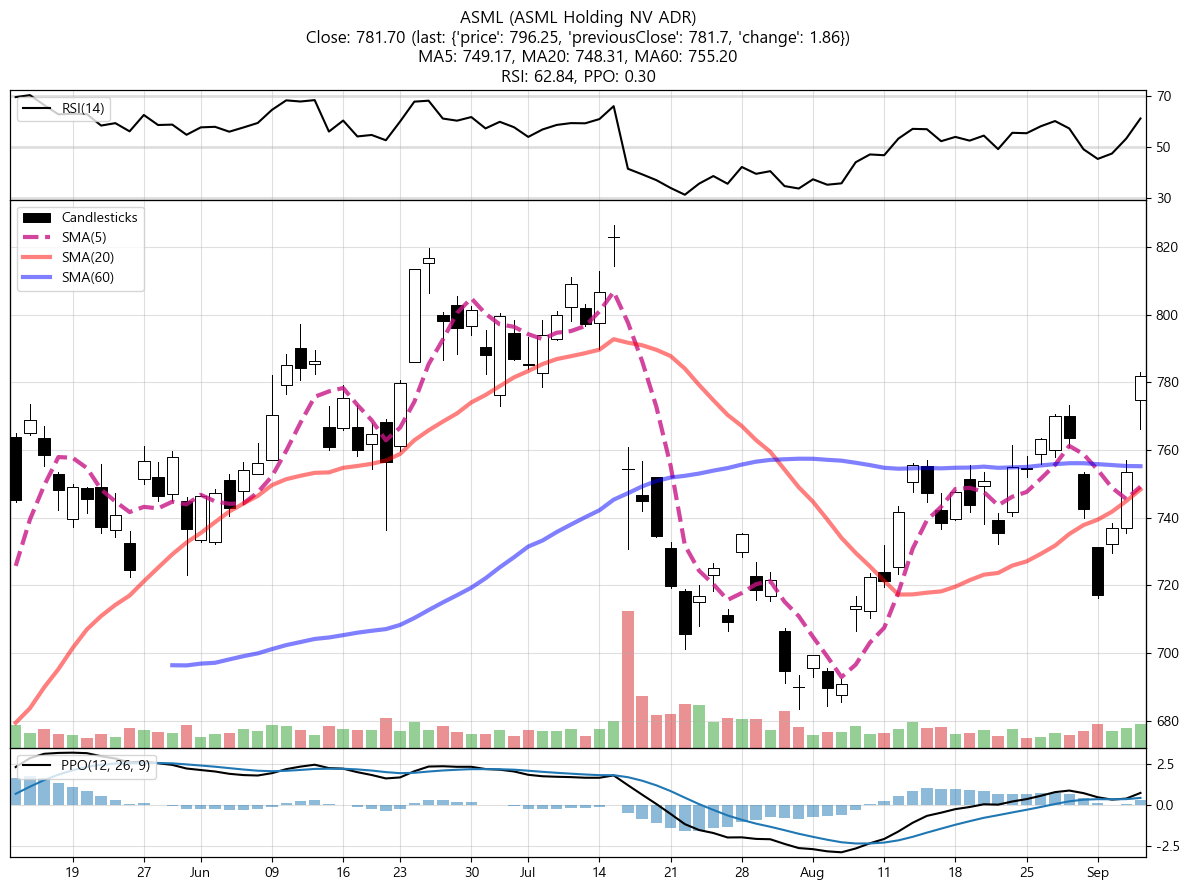 ASML (ASML Holding NV ADR)
Close: 781.70 (last: {'price': 796.25, 'previousClose': 781.7, 'change': 1.86})
MA5: 749.17, MA20: 748.31, MA60: 755.20
RSI: 62.84, PPO: 0.30
RSI(14)
70
50
30
Candlesticks
SMA(5)
SMA(20)
SMA(60)
820
800
780
760
740
720
700
680
PPO(12, 26, 9)
2.5
0.0
−2.5
19 27 Jun 09 16 23 30 Jul 14 21 28 Aug 11 18 25 Sep